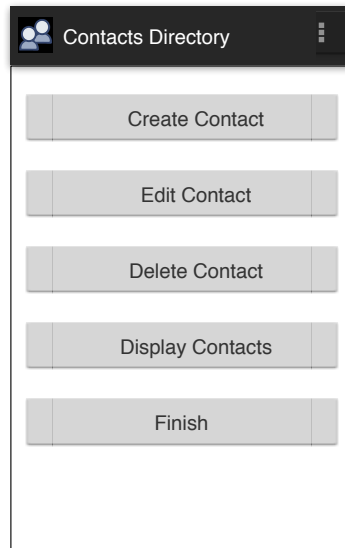 Contacts Directory
Create Contact
Edit Contact
Delete Contact
Display Contacts
Finish